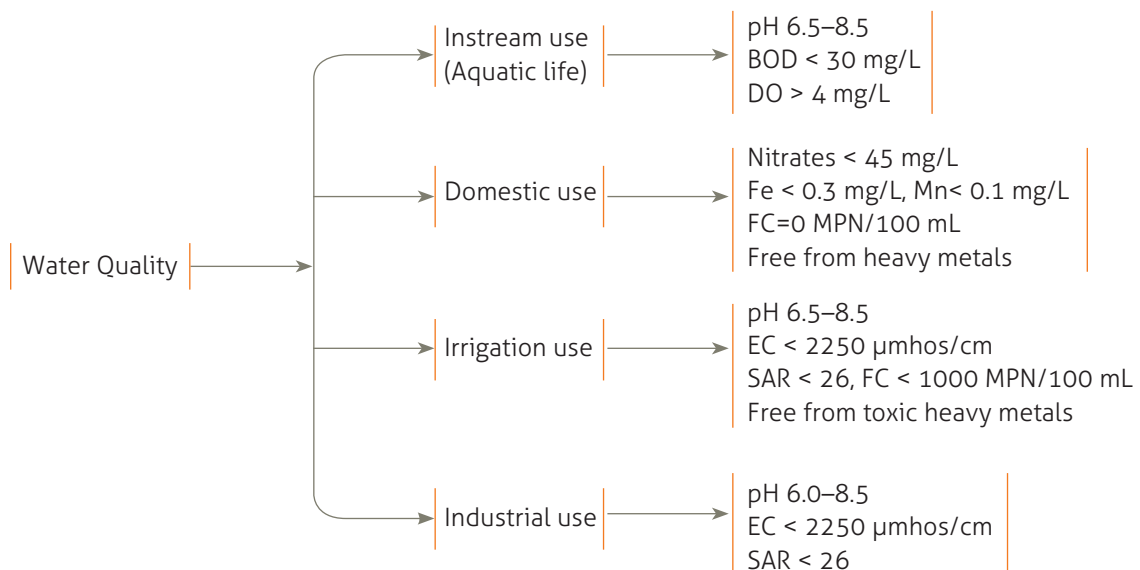 Water Quality
Instream use
(Aquatic life)
pH 6.5–8.5
BOD < 30 mg/L
DO > 4 mg/L
Domestic use
Nitrates < 45 mg/L
Fe < 0.3 mg/L, Mn< 0.1 mg/L
FC=0 MPN/100 mL
Free from heavy metals
Irrigation use
pH 6.5–8.5
EC < 2250 µmhos/cm
SAR < 26, FC < 1000 MPN/100 mL
Free from toxic heavy metals
Industrial use
pH 6.0–8.5
EC < 2250 µmhos/cm
SAR < 26